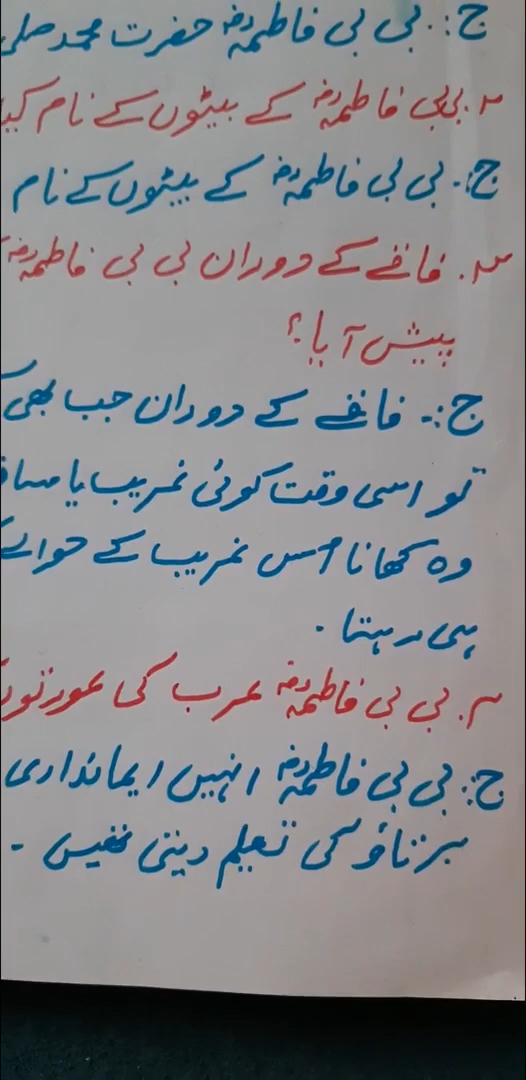 ج:۔ بی بی فاطمہؓ حضرت محمد صلی
۲. بی بی فاطمہؓ کے بیٹوں کے نام کیا
ج:۔ بی بی فاطمہؓ کے بیٹوں کے نام
۳. فاقے کے دوران بی بی فاطمہؓ
پیش آیا؟
ج:۔ فاقے کے دوران جب بھی
تو اسی وقت کوئی غریب یا مسافر
وہ کھانا اُس غریب کے حوالے
ہی رہتا ۔
۴. بی بی فاطمہؓ عرب کی عورتوں
ج:۔ بی بی فاطمہؓ انہیں ایمانداری
برتاؤ کی تعلیم دیتی تھیں ۔